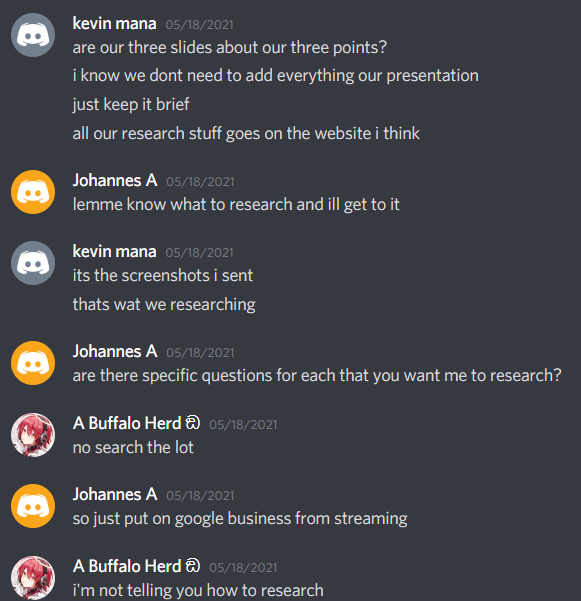 kevin mana 05/18/2021
are our three slides about our three points?
i know we dont need to add everything our presentation
just keep it brief
all our research stuff goes on the website i think
Johannes A 05/18/2021
lemme know what to research and ill get to it
kevin mana 05/18/2021
its the screenshots i sent
thats wat we researching
Johannes A 05/18/2021
are there specific questions for each that you want me to research?
A Buffalo Herd 05/18/2021
no search the lot
Johannes A 05/18/2021
so just put on google business from streaming
A Buffalo Herd 05/18/2021
i'm not telling you how to research